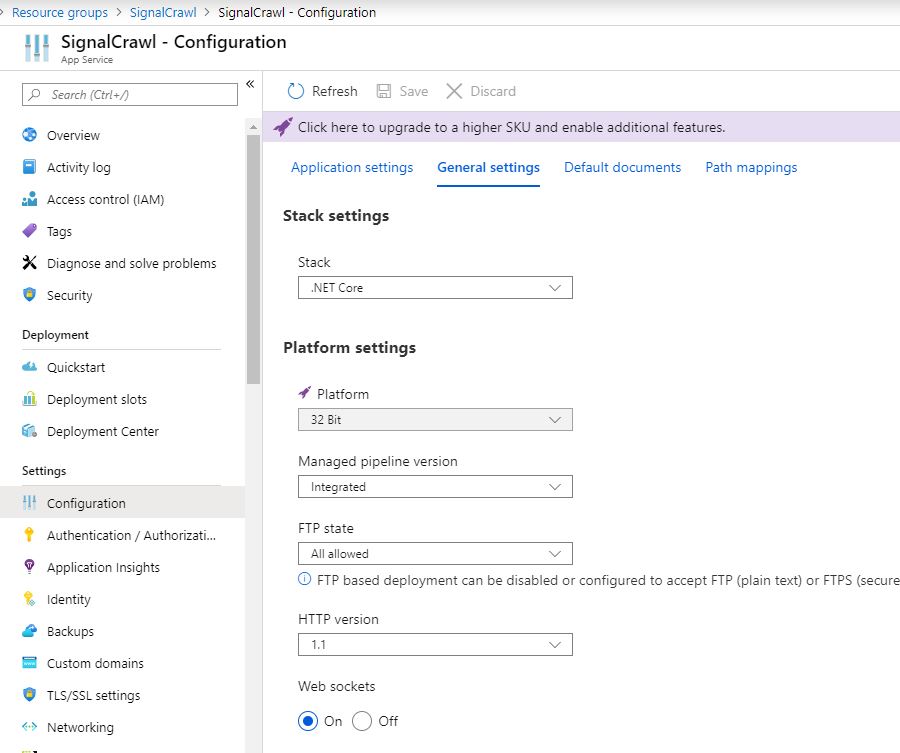 Resource groups > SignalCrawl > SignalCrawl - Configuration
SignalCrawl - Configuration
App Service
Search (Ctrl+/)
«
Overview
Activity log
Access control (IAM)
Tags
Diagnose and solve problems
Security
Deployment
Quickstart
Deployment slots
Deployment Center
Settings
Configuration
Authentication / Authorizati...
Application Insights
Identity
Backups
Custom domains
TLS/SSL settings
Networking
Refresh Save Discard
Click here to upgrade to a higher SKU and enable additional features.
Application settings General settings Default documents Path mappings
Stack settings
Stack
.NET Core
Platform settings
Platform
32 Bit
Managed pipeline version
Integrated
FTP state
All allowed
FTP based deployment can be disabled or configured to accept FTP (plain text) or FTPS (secure
HTTP version
1.1
Web sockets
On Off